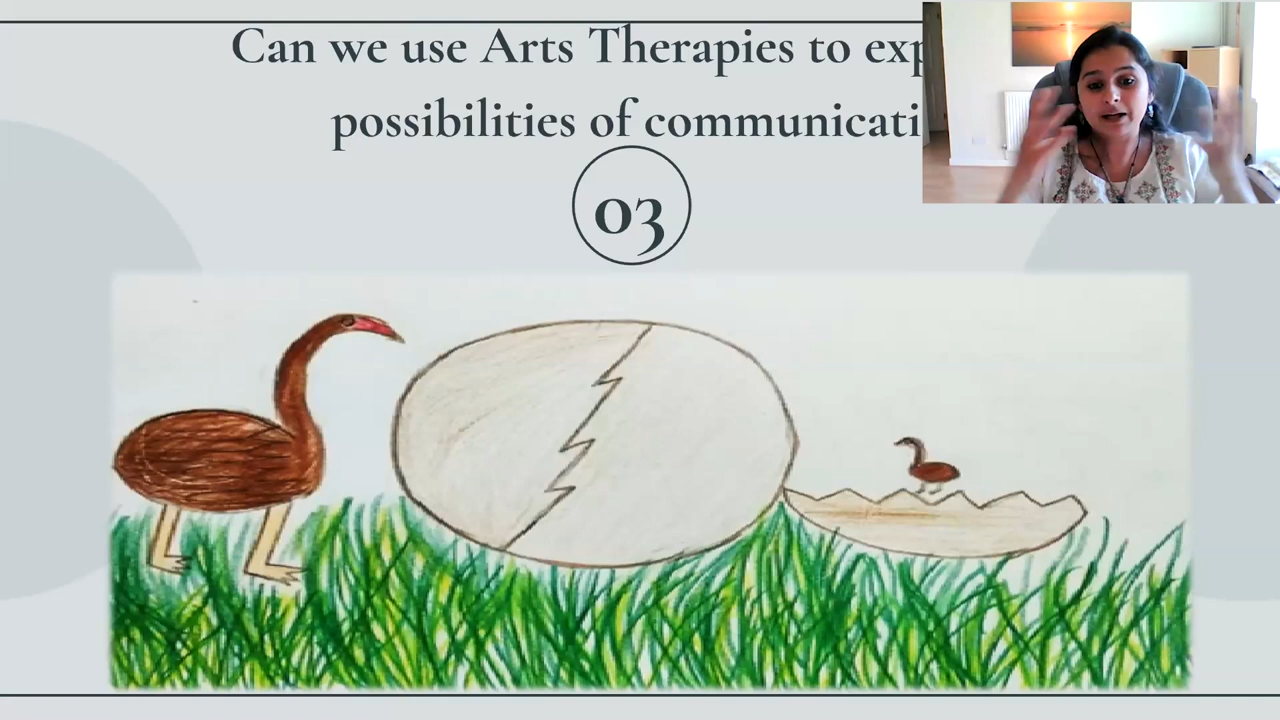 Can we use Arts Therapies to exp
possibilities of communicati
03